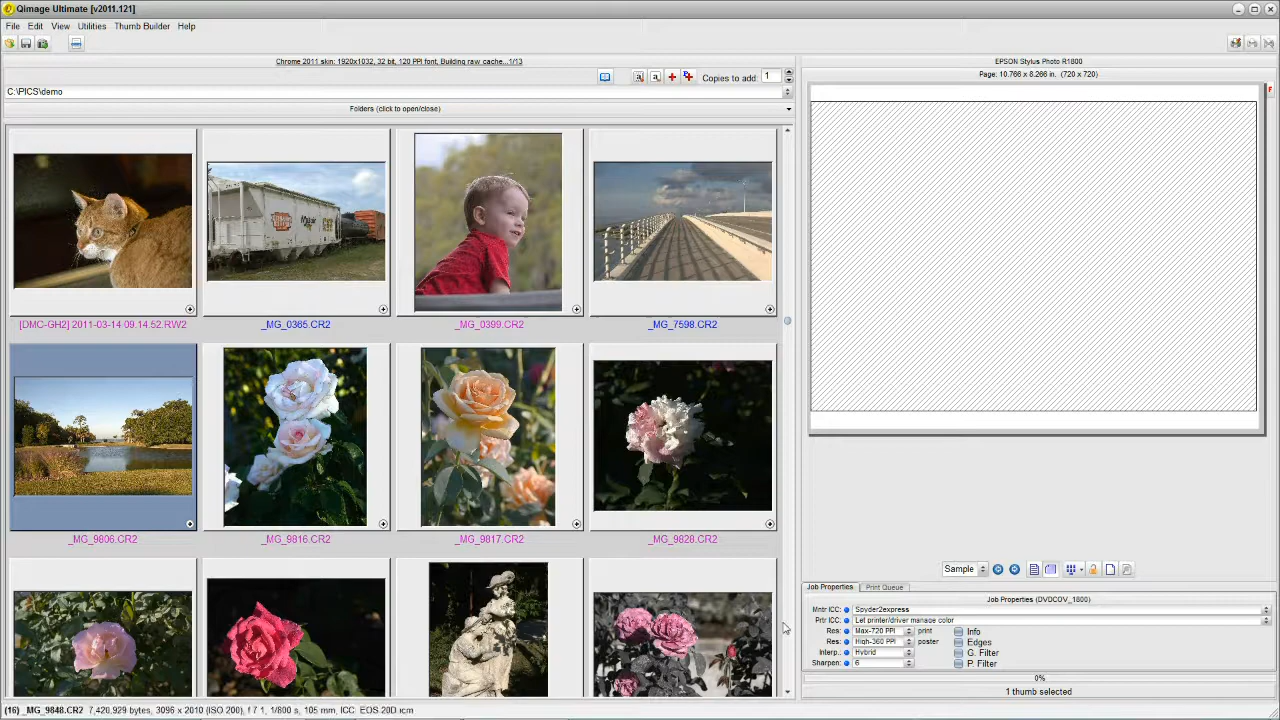 Qimage Ultimate [v2011.121]
File Edit View Utilities Thumb Builder Help
Chrome 2011 skin: 1920x1032, 32 bit, 120 PPI font, Building raw cache...1/13
EPSON Stylus Photo R1800
Page: 10.766 x 8.266 in. (720 x 720)
Copies to add: 1
C:\PICS\demo
Folders (click to open/close)
[DMC-GH2] 2011-03-14 09.14.52.RW2
_MG_0365.CR2
_MG_0399.CR2
_MG_7598.CR2
_MG_9806.CR2
_MG_9816.CR2
_MG_9817.CR2
_MG_9828.CR2
Sample
Job Properties Print Queue
Job Properties (DVDCOV_1800)
Mntr ICC: Spyder2express
Prtr ICC: Let printer/driver manage color
Res: Max-720 PPI print Info
Res: High-360 PPI poster Edges
Interp.: Hybrid G. Filter
Sharpen: 6 P. Filter
0%
1 thumb selected
(16) _MG_9848.CR2 7,420,929 bytes, 3096 x 2010 (ISO 200), f 7.1, 1/800 s, 105 mm, ICC: EOS 20D.icm